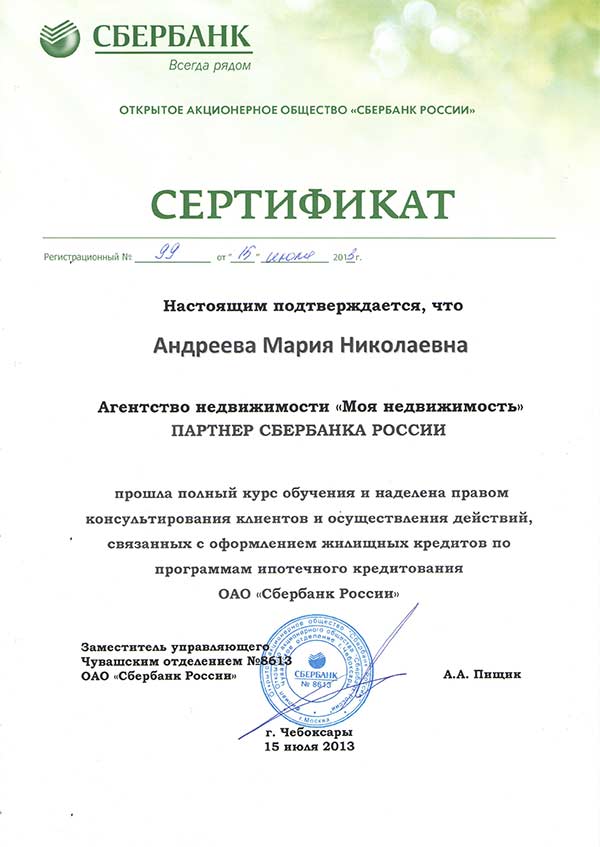 СБЕРБАНК
Всегда рядом
ОТКРЫТОЕ АКЦИОНЕРНОЕ ОБЩЕСТВО «СБЕРБАНК РОССИИ»
СЕРТИФИКАТ
Регистрационный № 99 от "15" июля 2013г.
Настоящим подтверждается, что
Андреева Мария Николаевна
Агентство недвижимости «Моя недвижимость»
ПАРТНЕР СБЕРБАНКА РОССИИ
прошла полный курс обучения и наделена правом
консультирования клиентов и осуществления действий,
связанных с оформлением жилищных кредитов по
программам ипотечного кредитования
ОАО «Сбербанк России»
Заместитель управляющего
Чувашским отделением №8613
ОАО «Сбербанк России»
СБЕРБАНК
№ 8613
г. Москва
А.А. Пищик
г. Чебоксары
15 июля 2013